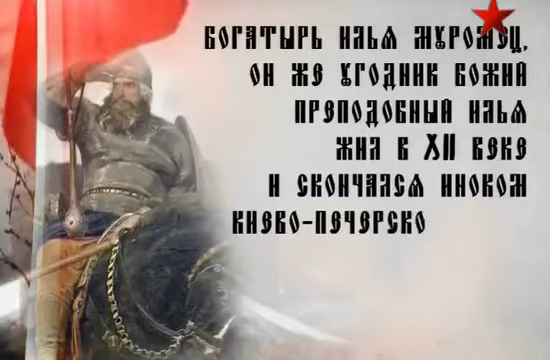 БОГАТЫРЬ ИЛЬЯ МУРОМЕЦ,
ОН ЖЕ УГОДНИК БОЖИЙ
ПРЕПОДОБНЫЙ ИЛЬЯ
ЖИЛ В XII ВЕКЕ
И СКОНЧАЛСЯ ИНОКОМ
КИЕВО-ПЕЧЕРСКО